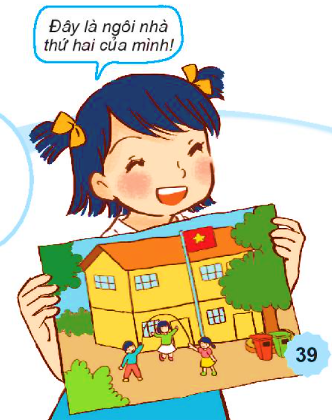 Đây là ngôi nhà
thứ hai của mình!
39